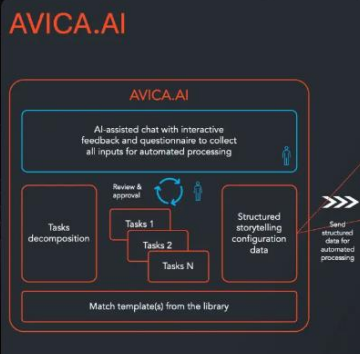 AVICA.AI
AVICA.AI
AI-assisted chat with interactive
feedback and questionnaire to collect
all inputs for automated processing
Review &
approval
Tasks
decomposition
Tasks 1
Tasks 2
Tasks N
Structured
storytelling
configuration
data
Send
structured
data for
automated
processing
Match template(s) from the library